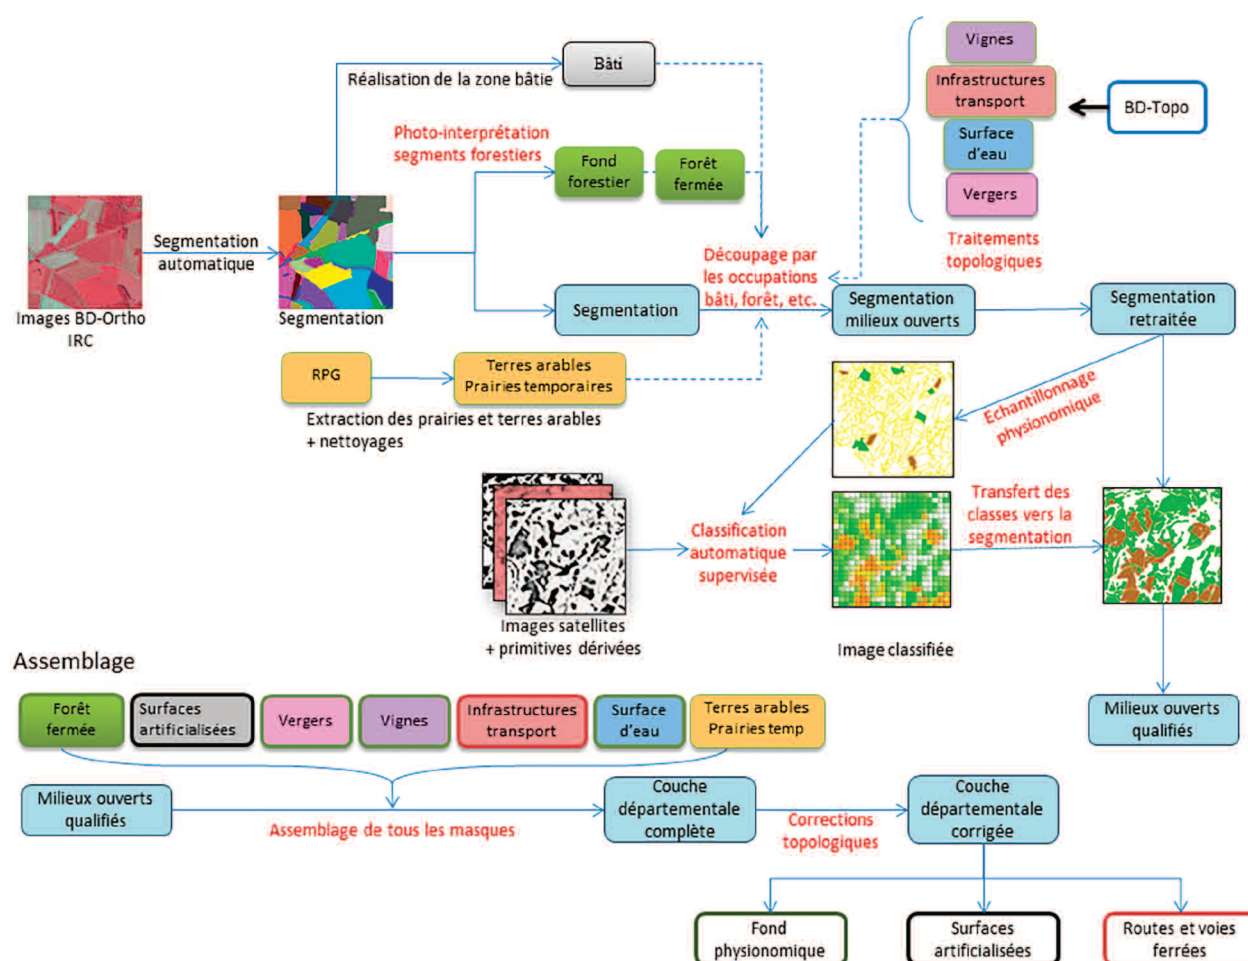 Vignes
Infrastructures
transport
BD-Topo
Surface
d'eau
Vergers
Traitements
topologiques
Bâti
Réalisation de la zone bâtie
Photo-interprétation
segments forestiers
Fond
forestier
Forêt
fermée
Segmentation
automatique
Images BD-Ortho
IRC
Segmentation
Découpage par
les occupations
bâti, forêt, etc.
Segmentation
Segmentation
milieux ouverts
Segmentation
retraitée
RPG
Terres arables
Prairies temporaires
Extraction des prairies et terres arables
+ nettoyages
Echantillonnage
physionomique
Classification
automatique
supervisée
Transfert des
classes vers la
segmentation
Images satellites
+ primitives dérivées
Image classifiée
Milieux ouverts
qualifiés
Assemblage
Forêt
fermée
Surfaces
artificialisées
Vergers
Vignes
Infrastructures
transport
Surface
d'eau
Terres arables
Prairies temp
Milieux ouverts
qualifiés
Assemblage de tous les masques
Couche
départementale
complète
Corrections
topologiques
Couche
départementale
corrigée
Fond
physionomique
Surfaces
artificialisées
Routes et voies
ferrées